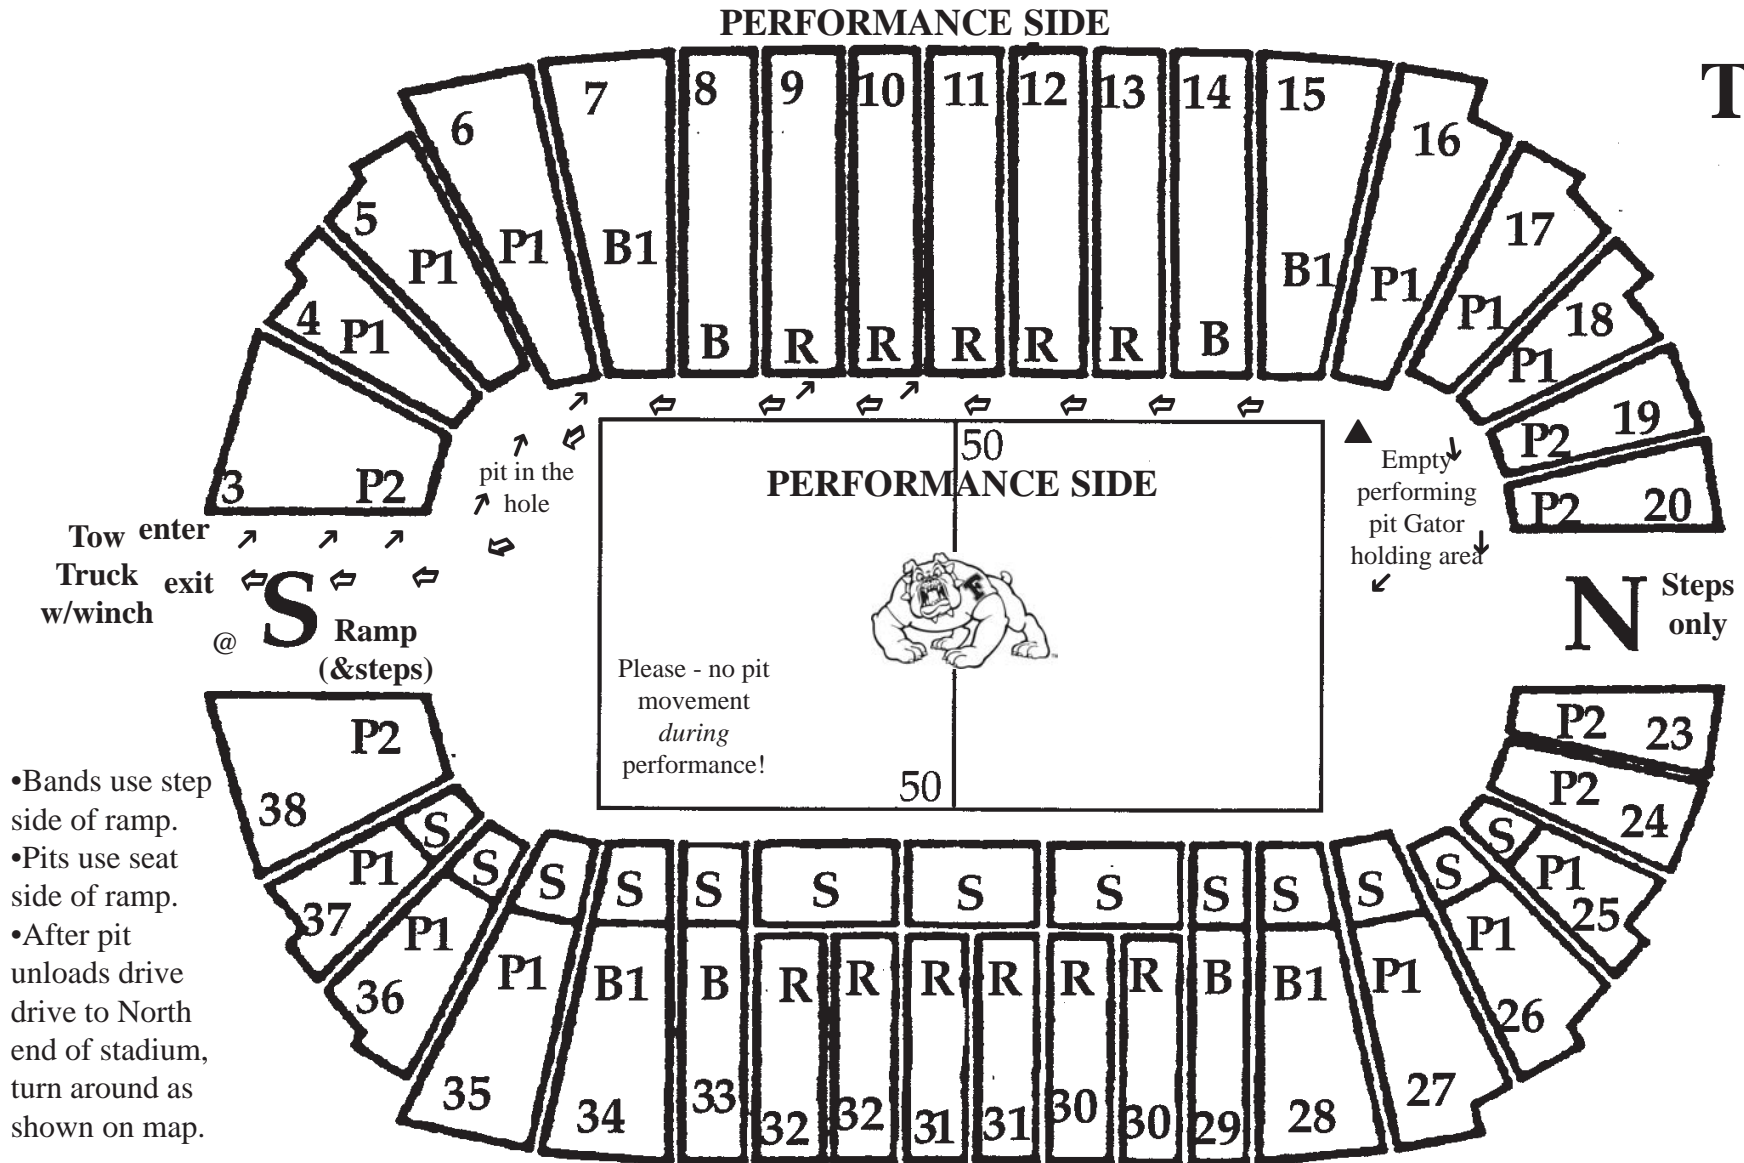 PERFORMANCE SIDE
T
7
8
9
10
11
12
13
14
15
6
16
5
17
4
18
19
3
20
P1
P1
P1
B1
B
R
R
R
R
R
B
B1
P1
P1
P1
P2
P2
P2
50
PERFORMANCE SIDE
pit in the
hole
Empty
performing
pit Gator
holding area
Tow
Truck
w/winch
enter
exit
@
S
Ramp
(&steps)
F
N
Steps
only
Please - no pit
movement
during
performance!
50
•Bands use step
side of ramp.
•Pits use seat
side of ramp.
•After pit
unloads drive
drive to North
end of stadium,
turn around as
shown on map.
P2
38
S
P1
37
S
P1
36
S
P1
35
S
B1
34
S
B
33
S
R
32
R
32
S
R
31
R
31
S
R
30
R
30
S
B
29
S
B1
28
S
P1
27
S
P1
26
S
P1
25
P2
24
P2
23